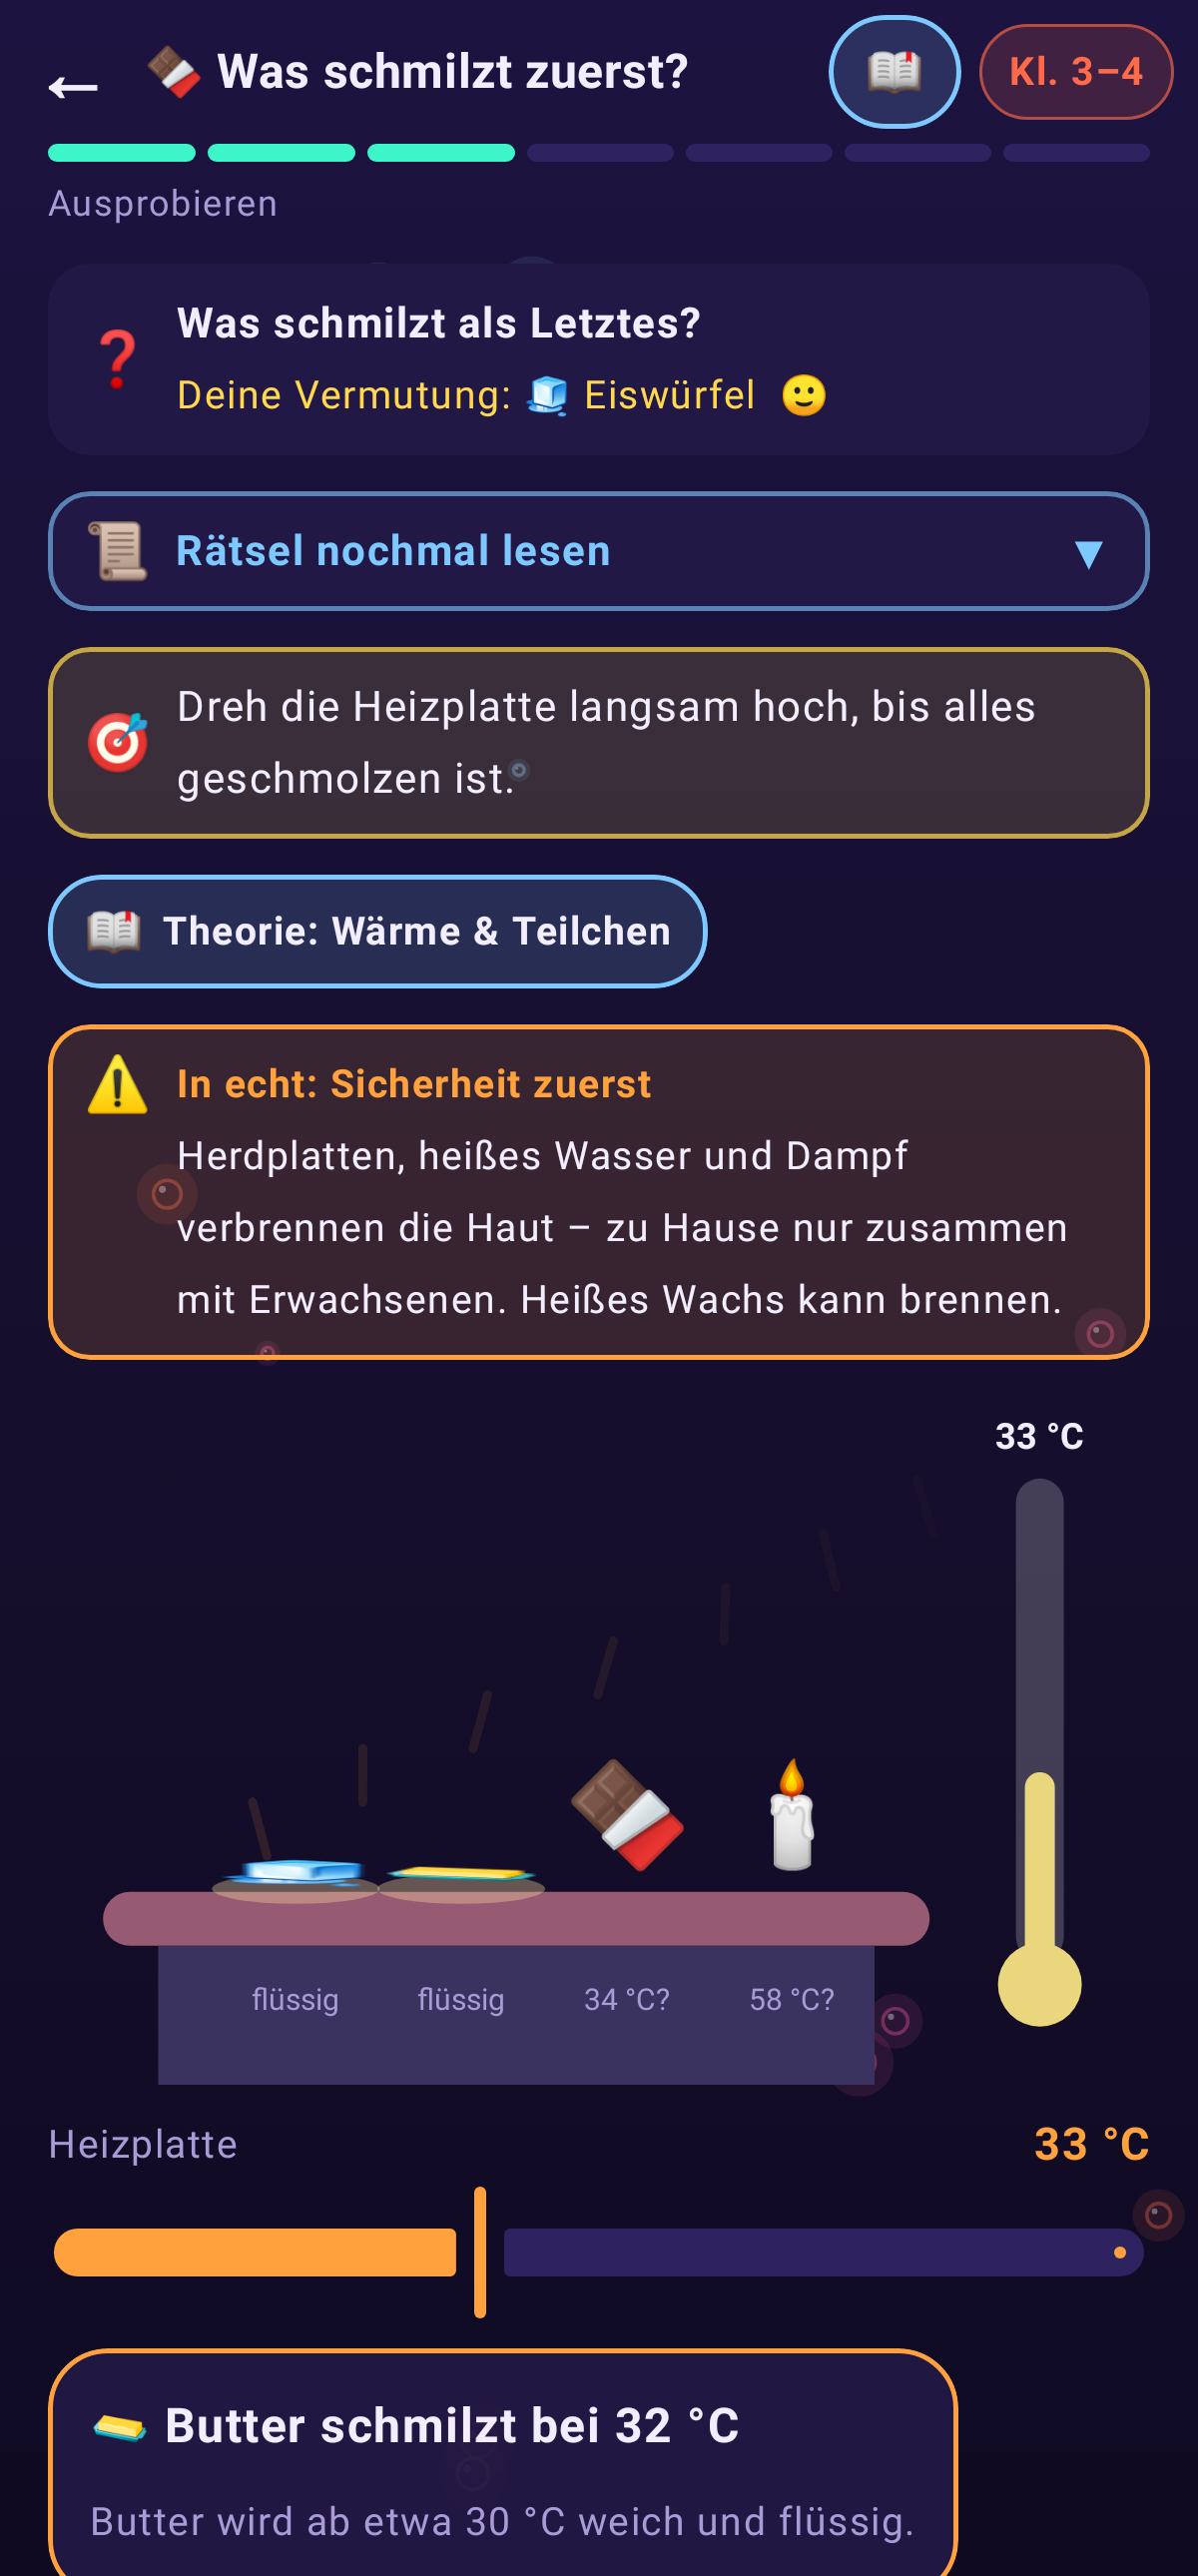 Was schmilzt zuerst?
Kl. 3–4
Ausprobieren
Was schmilzt als Letztes?
Deine Vermutung: Eiswürfel
Rätsel nochmal lesen
Dreh die Heizplatte langsam hoch, bis alles
geschmolzen ist.
Theorie: Wärme & Teilchen
In echt: Sicherheit zuerst
Herdplatten, heißes Wasser und Dampf
verbrennen die Haut – zu Hause nur zusammen
mit Erwachsenen. Heißes Wachs kann brennen.
33 °C
flüssig flüssig 34 °C? 58 °C?
Heizplatte 33 °C
Butter schmilzt bei 32 °C
Butter wird ab etwa 30 °C weich und flüssig.